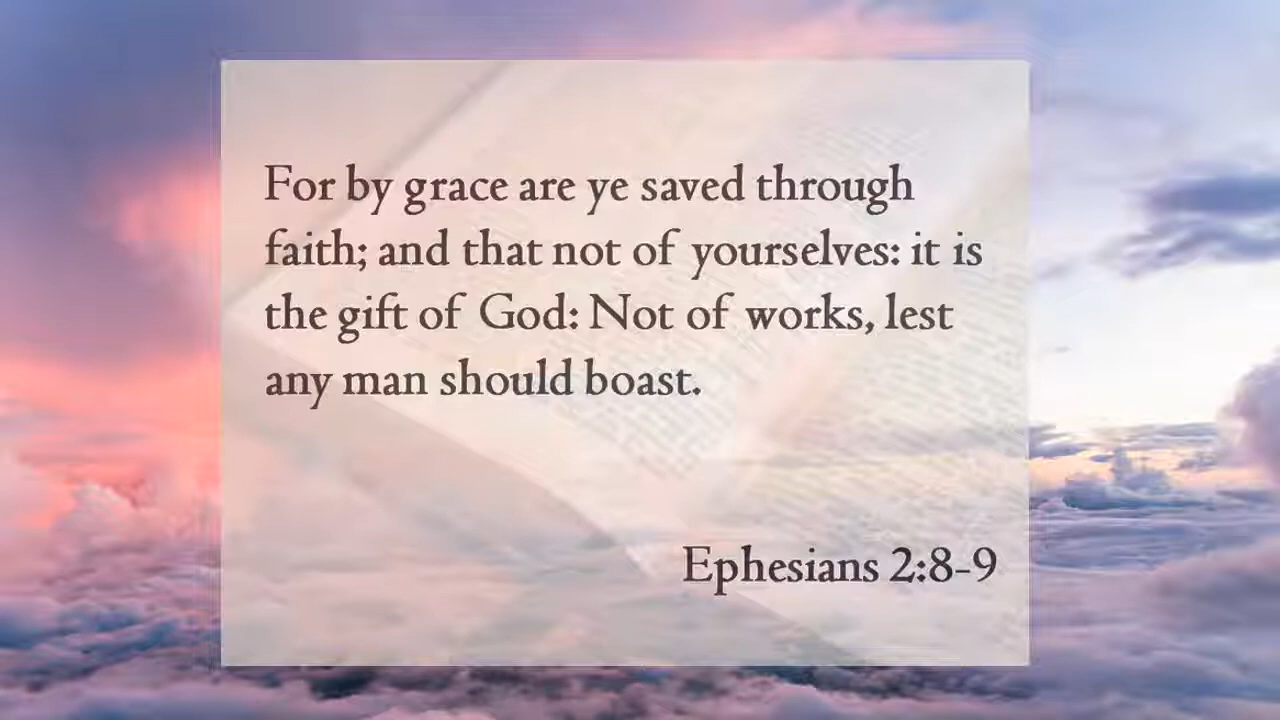 For by grace are ye saved through
faith; and that not of yourselves: it is
the gift of God: Not of works, lest
any man should boast.
Ephesians 2:8-9